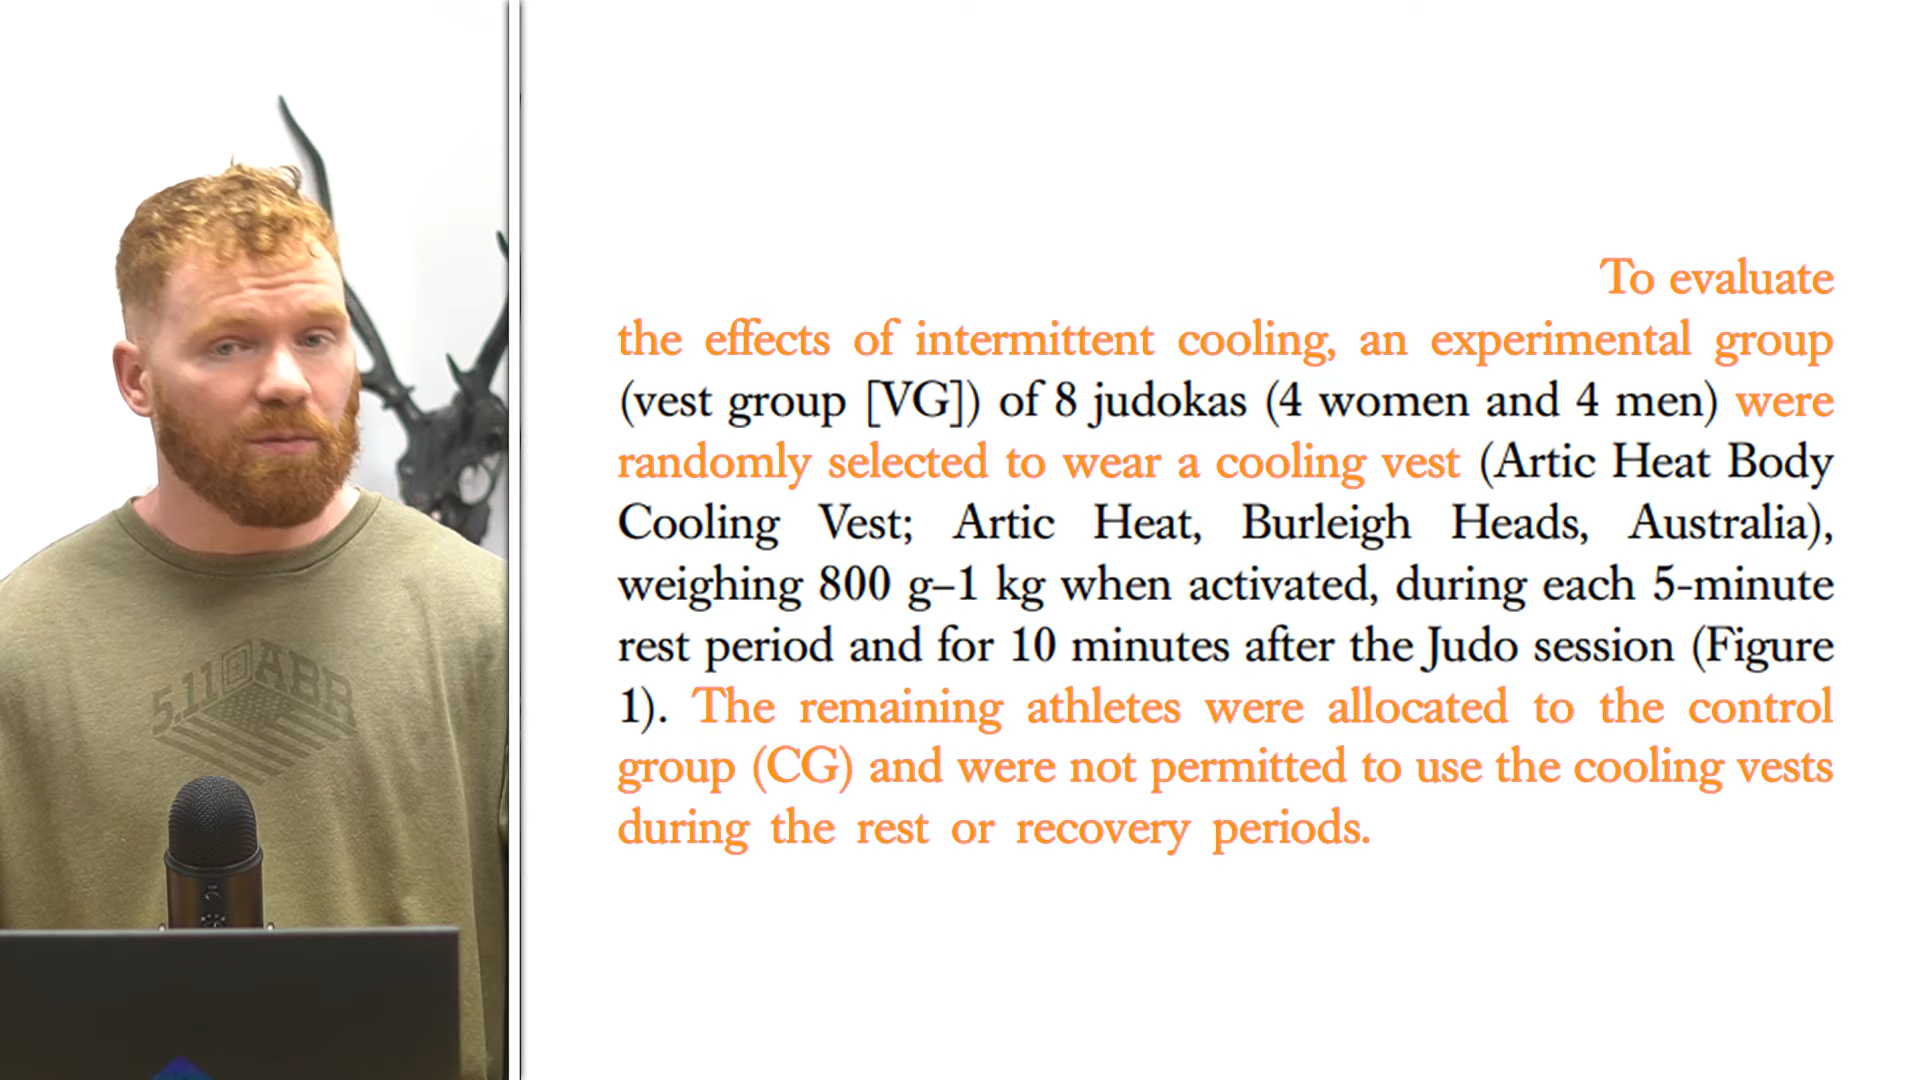 To evaluate
the effects of intermittent cooling, an experimental group
(vest group [VG]) of 8 judokas (4 women and 4 men) were
randomly selected to wear a cooling vest (Artic Heat Body
Cooling Vest; Artic Heat, Burleigh Heads, Australia),
weighing 800 g–1 kg when activated, during each 5-minute
rest period and for 10 minutes after the Judo session (Figure
1). The remaining athletes were allocated to the control
group (CG) and were not permitted to use the cooling vests
during the rest or recovery periods.
5.11 ABR